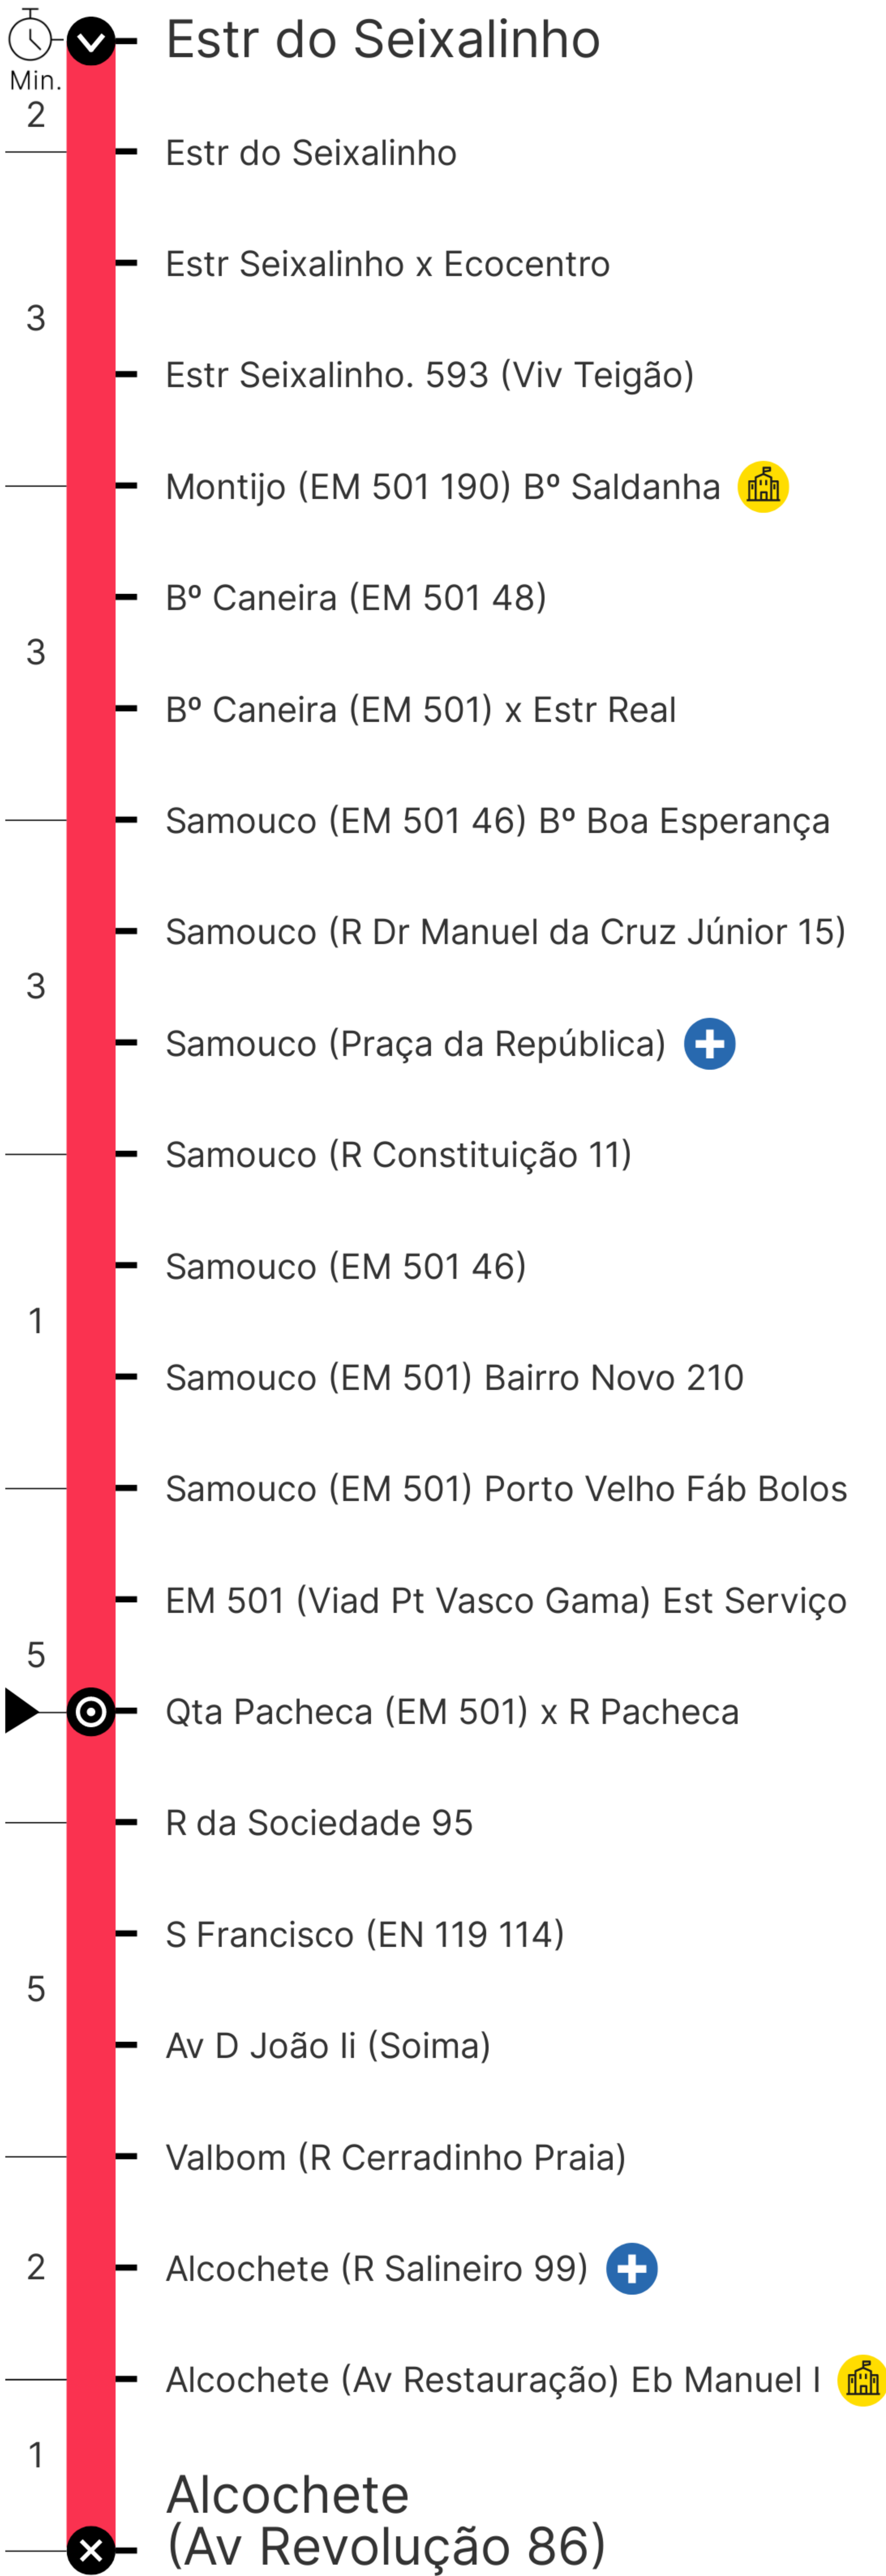 Estr do Seixalinho
Min.
2
Estr do Seixalinho
Estr Seixalinho x Ecocentro
3
Estr Seixalinho. 593 (Viv Teigão)
Montijo (EM 501 190) Bº Saldanha
Bº Caneira (EM 501 48)
3
Bº Caneira (EM 501) x Estr Real
Samouco (EM 501 46) Bº Boa Esperança
Samouco (R Dr Manuel da Cruz Júnior 15)
3
Samouco (Praça da República)
Samouco (R Constituição 11)
Samouco (EM 501 46)
1
Samouco (EM 501) Bairro Novo 210
Samouco (EM 501) Porto Velho Fáb Bolos
EM 501 (Viad Pt Vasco Gama) Est Serviço
5
Qta Pacheca (EM 501) x R Pacheca
R da Sociedade 95
S Francisco (EN 119 114)
5
Av D João Ii (Soima)
Valbom (R Cerradinho Praia)
2
Alcochete (R Salineiro 99)
Alcochete (Av Restauração) Eb Manuel I
1
Alcochete
(Av Revolução 86)